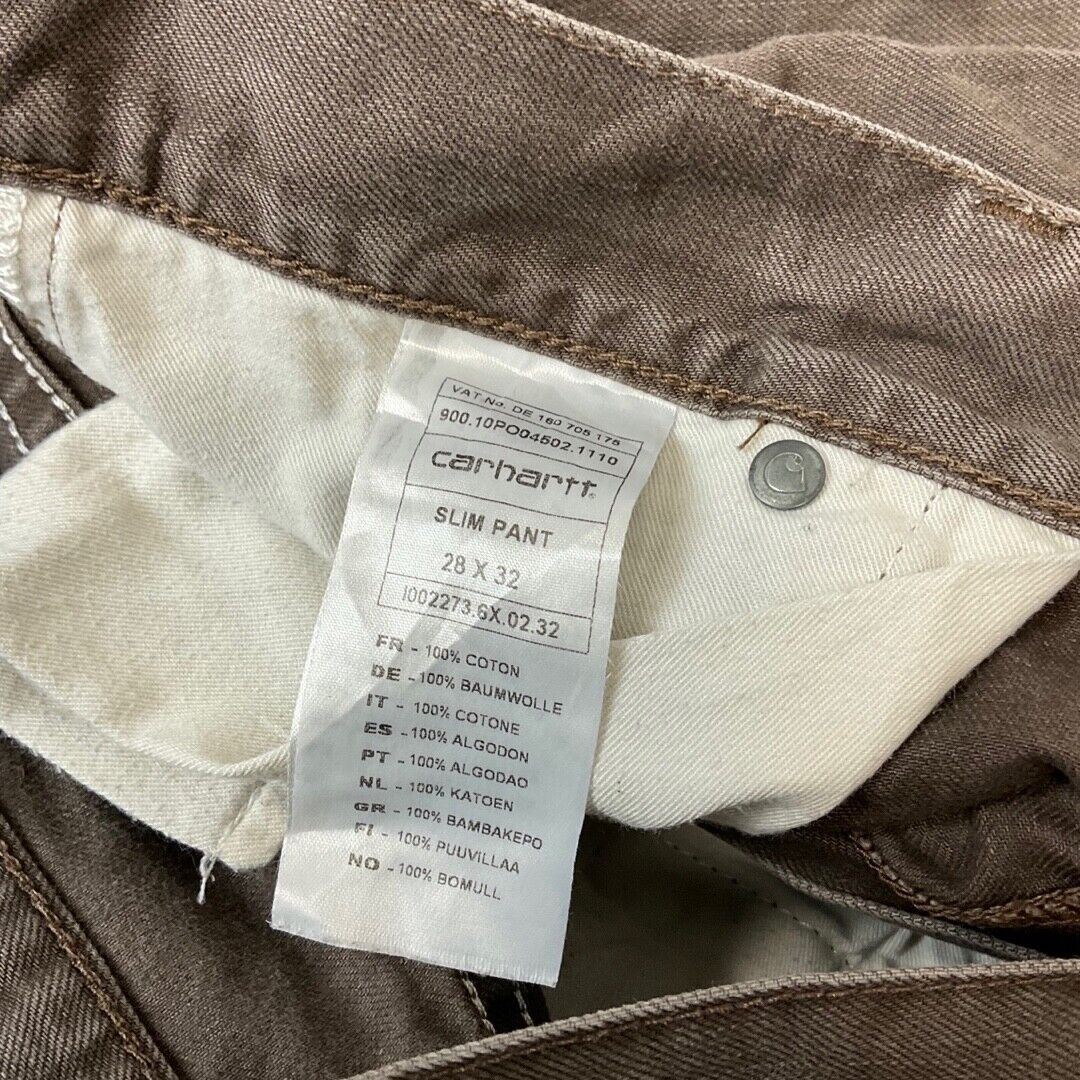 VAT No. DE 160 705 175
900.10PO04502.1110
carhartt®
SLIM PANT
28 X 32
I002273.6X.02.32
FR - 100% COTON
DE - 100% BAUMWOLLE
IT - 100% COTONE
ES - 100% ALGODON
PT - 100% ALGODAO
NL - 100% KATOEN
GR - 100% BAMBAKEPO
FI - 100% PUUVILLAA
NO - 100% BOMULL